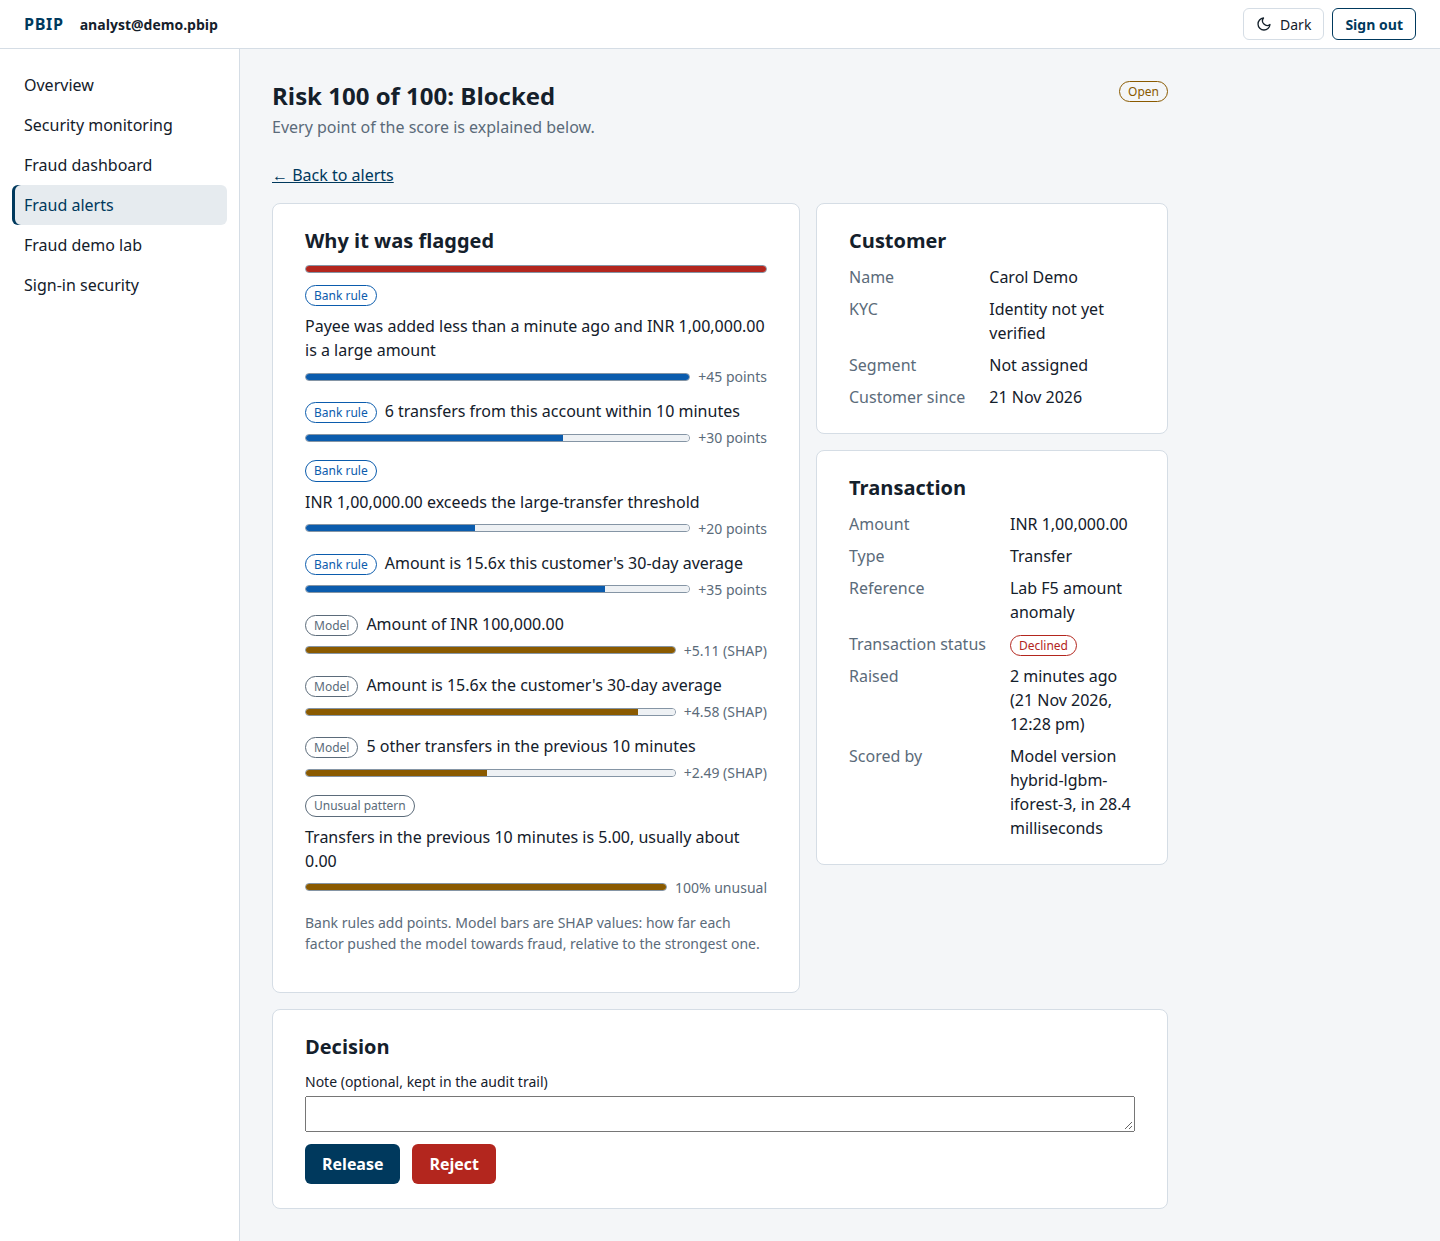 PBIP analyst@demo.pbip
Dark
Sign out
Overview
Security monitoring
Fraud dashboard
Fraud alerts
Fraud demo lab
Sign-in security
Risk 100 of 100: Blocked
Open
Every point of the score is explained below.
← Back to alerts
Why it was flagged
Bank rule
Payee was added less than a minute ago and INR 1,00,000.00
is a large amount
+45 points
Bank rule 6 transfers from this account within 10 minutes
+30 points
Bank rule
INR 1,00,000.00 exceeds the large-transfer threshold
+20 points
Bank rule Amount is 15.6x this customer's 30-day average
+35 points
Model Amount of INR 100,000.00
+5.11 (SHAP)
Model Amount is 15.6x the customer's 30-day average
+4.58 (SHAP)
Model 5 other transfers in the previous 10 minutes
+2.49 (SHAP)
Unusual pattern
Transfers in the previous 10 minutes is 5.00, usually about
0.00
100% unusual
Bank rules add points. Model bars are SHAP values: how far each
factor pushed the model towards fraud, relative to the strongest one.
Customer
Name Carol Demo
KYC Identity not yet
verified
Segment Not assigned
Customer since 21 Nov 2026
Transaction
Amount INR 1,00,000.00
Type Transfer
Reference Lab F5 amount
anomaly
Transaction status Declined
Raised 2 minutes ago
(21 Nov 2026,
12:28 pm)
Scored by Model version
hybrid-lgbm-
iforest-3, in 28.4
milliseconds
Decision
Note (optional, kept in the audit trail)
Release
Reject